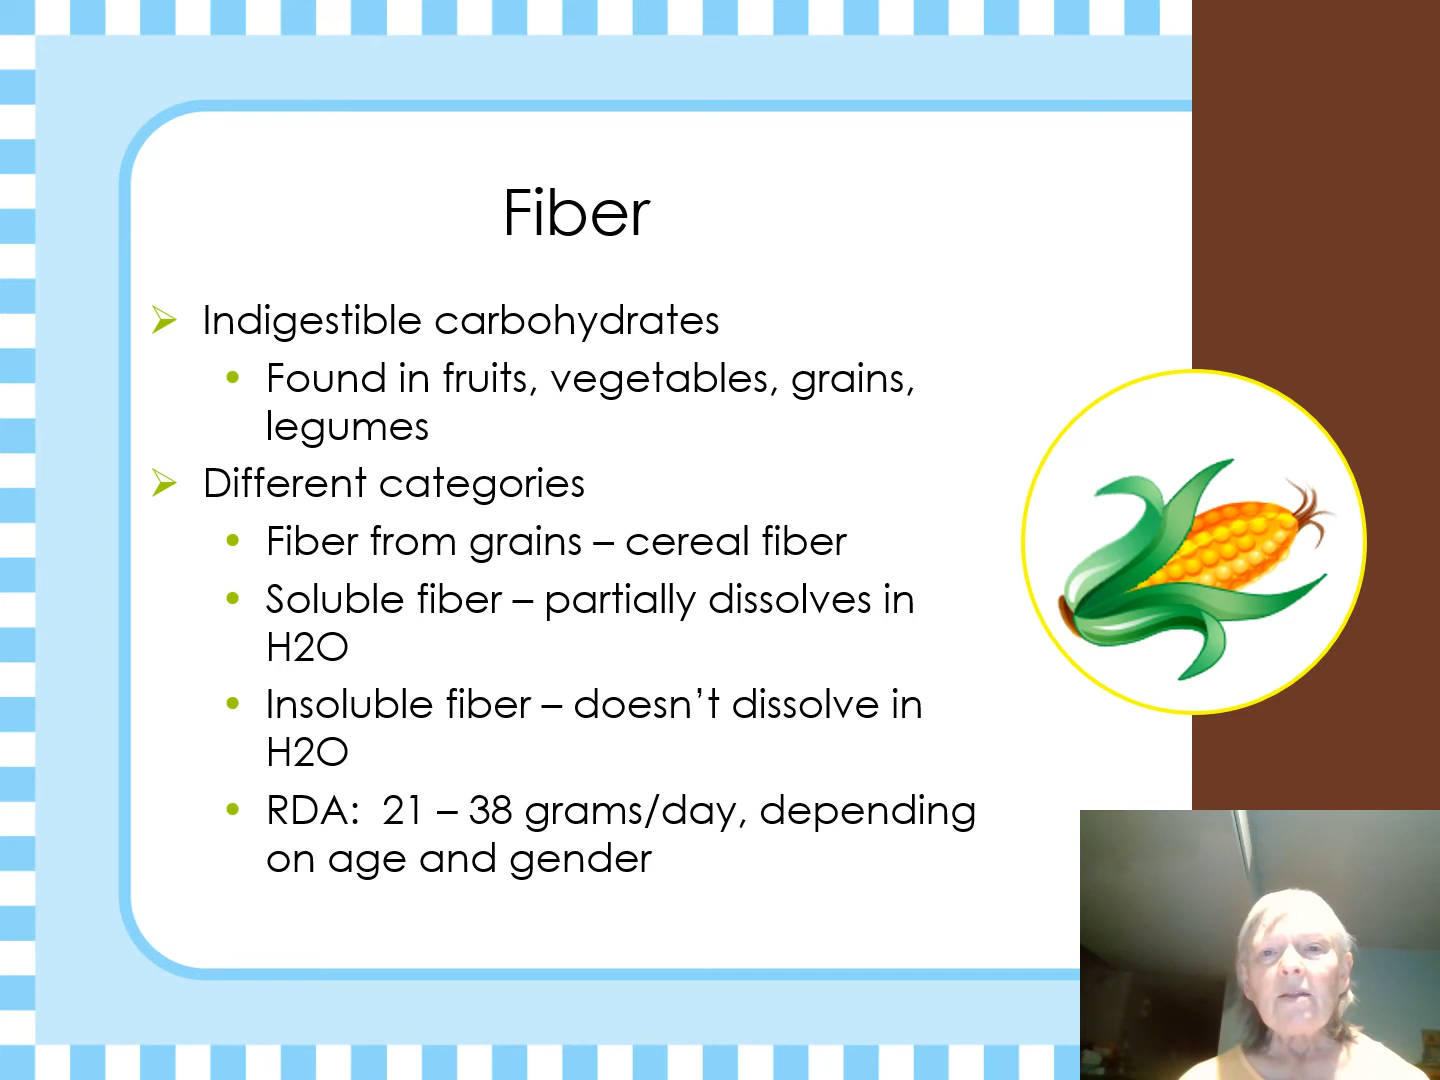 Fiber
Indigestible carbohydrates
Found in fruits, vegetables, grains,
legumes
Different categories
Fiber from grains – cereal fiber
Soluble fiber – partially dissolves in
H2O
Insoluble fiber – doesn’t dissolve in
H2O
RDA:  21 – 38 grams/day, depending
on age and gender